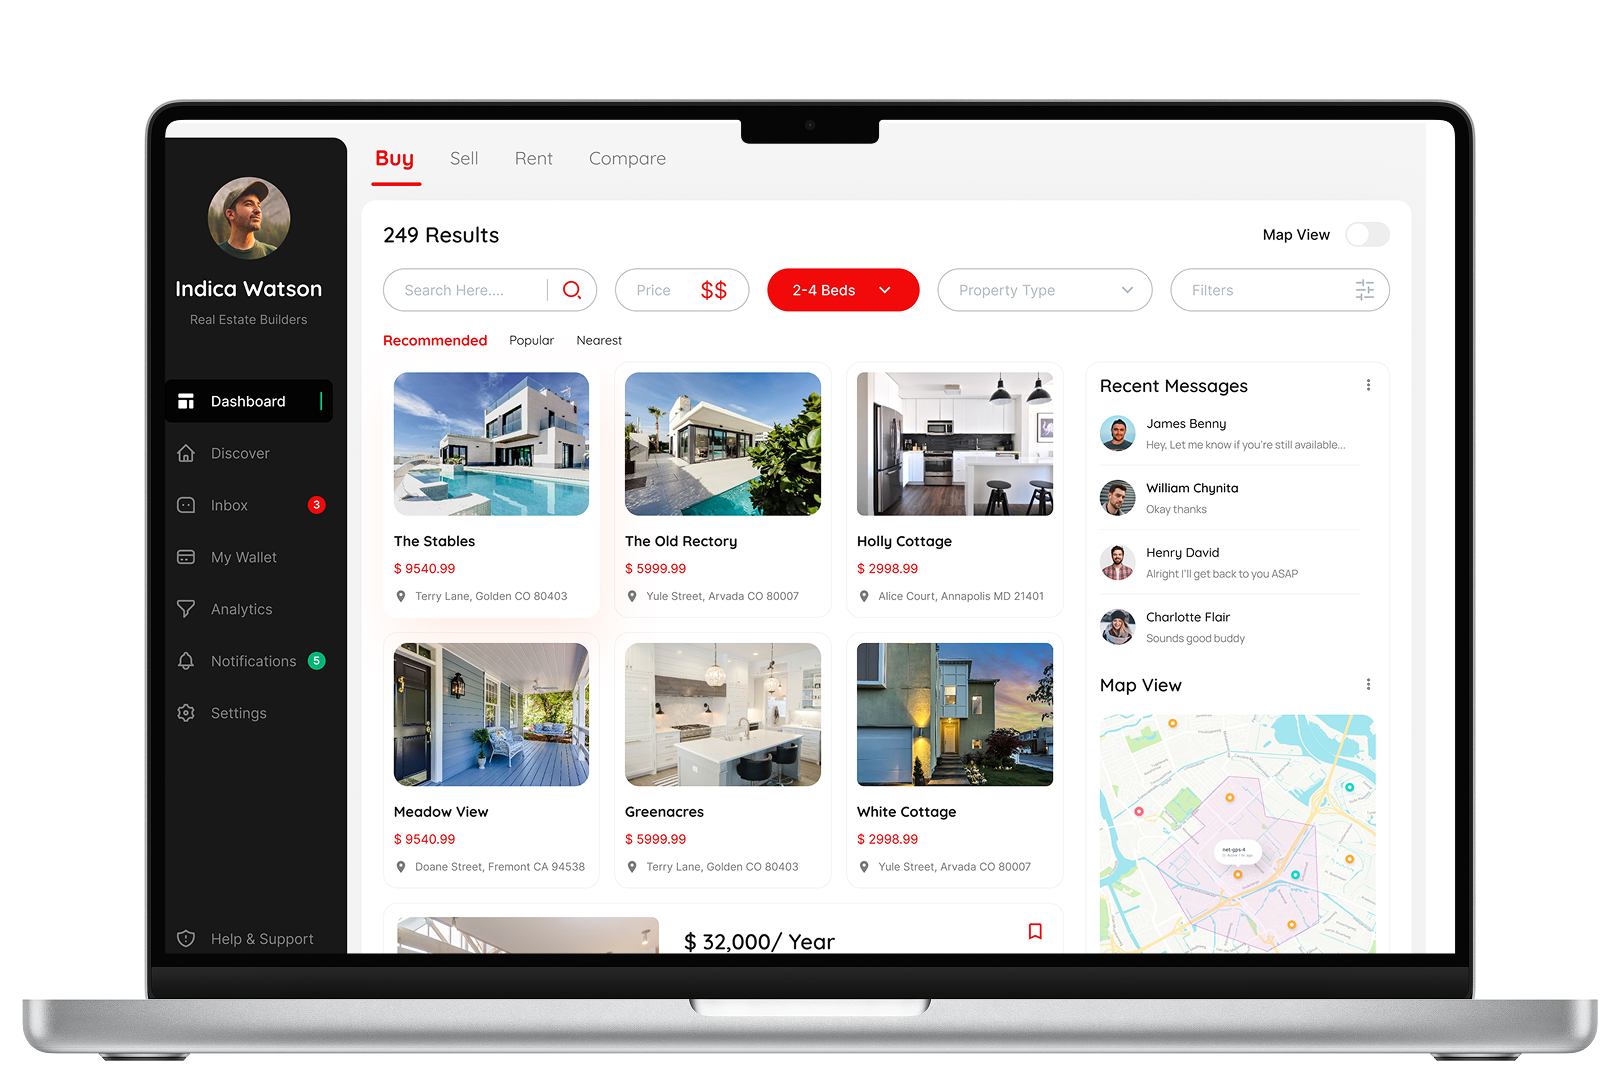 Buy Sell Rent Compare
Indica Watson
Real Estate Builders
Dashboard
Discover
Inbox 3
My Wallet
Analytics
Notifications 5
Settings
Help & Support
249 Results
Map View
Search Here....
Price $$
2-4 Beds
Property Type
Filters
Recommended Popular Nearest
The Stables
$ 9540.99
Terry Lane, Golden CO 80403
The Old Rectory
$ 5999.99
Yule Street, Arvada CO 80007
Holly Cottage
$ 2998.99
Alice Court, Annapolis MD 21401
Meadow View
$ 9540.99
Doane Street, Fremont CA 94538
Greenacres
$ 5999.99
Terry Lane, Golden CO 80403
White Cottage
$ 2998.99
Yule Street, Arvada CO 80007
$ 32,000/ Year
Recent Messages
James Benny
Hey, Let me know if you're still available...
William Chynita
Okay thanks
Henry David
Alright I'll get back to you ASAP
Charlotte Flair
Sounds good buddy
Map View
net-gps-4